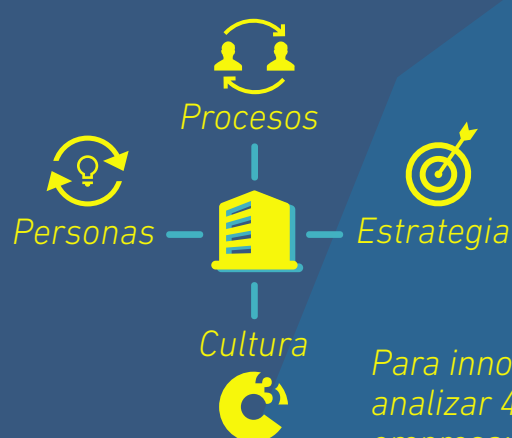 Procesos
Personas
Estrategia
Cultura
Para inno
analizar 4